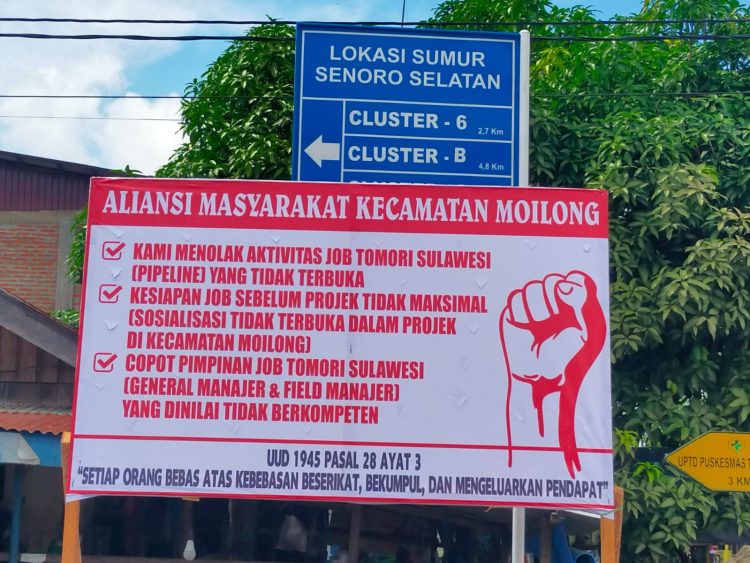 LOKASI SUMUR
SENORO SELATAN
CLUSTER - 6
2,7 Km
CLUSTER - B
4,8 Km
ALIANSI MASYARAKAT KECAMATAN MOILONG
KAMI MENOLAK AKTIVITAS JOB TOMORI SULAWESI
(PIPELINE) YANG TIDAK TERBUKA
KESIAPAN JOB SEBELUM PROJEK TIDAK MAKSIMAL
(SOSIALISASI TIDAK TERBUKA DALAM PROJEK
DI KECAMATAN MOILONG)
COPOT PIMPINAN JOB TOMORI SULAWESI
(GENERAL MANAJER & FIELD MANAJER)
YANG DINILAI TIDAK BERKOMPETEN
UUD 1945 PASAL 28 AYAT 3
"SETIAP ORANG BEBAS ATAS KEBEBASAN BESERIKAT, BEKUMPUL, DAN MENGELUARKAN PENDAPAT"
UPTD PUSKESMAS
3 KM